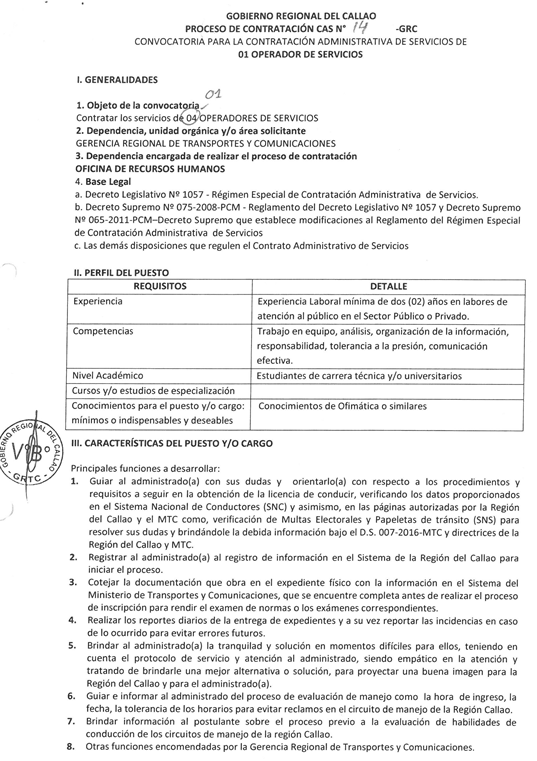 GOBIERNO REGIONAL DEL CALLAO
PROCESO DE CONTRATACIÓN CAS N° 14 -GRC
CONVOCATORIA PARA LA CONTRATACIÓN ADMINISTRATIVA DE SERVICIOS DE
01 OPERADOR DE SERVICIOS
I. GENERALIDADES
01
1. Objeto de la convocatoria
Contratar los servicios de 04 OPERADORES DE SERVICIOS
2. Dependencia, unidad orgánica y/o área solicitante
GERENCIA REGIONAL DE TRANSPORTES Y COMUNICACIONES
3. Dependencia encargada de realizar el proceso de contratación
OFICINA DE RECURSOS HUMANOS
4. Base Legal
a. Decreto Legislativo Nº 1057 - Régimen Especial de Contratación Administrativa de Servicios.
b. Decreto Supremo Nº 075-2008-PCM - Reglamento del Decreto Legislativo Nº 1057 y Decreto Supremo
Nº 065-2011-PCM–Decreto Supremo que establece modificaciones al Reglamento del Régimen Especial
de Contratación Administrativa de Servicios
c. Las demás disposiciones que regulen el Contrato Administrativo de Servicios
II. PERFIL DEL PUESTO
REQUISITOS DETALLE
Experiencia Experiencia Laboral mínima de dos (02) años en labores de
atención al público en el Sector Público o Privado.
Competencias Trabajo en equipo, análisis, organización de la información,
responsabilidad, tolerancia a la presión, comunicación
efectiva.
Nivel Académico Estudiantes de carrera técnica y/o universitarios
Cursos y/o estudios de especialización
Conocimientos para el puesto y/o cargo: Conocimientos de Ofimática o similares
mínimos o indispensables y deseables
GOBIERNO REGIONAL DEL CALLAO
VºBº
- GRTC -
III. CARACTERÍSTICAS DEL PUESTO Y/O CARGO
Principales funciones a desarrollar:
1. Guiar al administrado(a) con sus dudas y orientarlo(a) con respecto a los procedimientos y
requisitos a seguir en la obtención de la licencia de conducir, verificando los datos proporcionados
en el Sistema Nacional de Conductores (SNC) y asimismo, en las páginas autorizadas por la Región
del Callao y el MTC como, verificación de Multas Electorales y Papeletas de tránsito (SNS) para
resolver sus dudas y brindándole la debida información bajo el D.S. 007-2016-MTC y directrices de la
Región del Callao y MTC.
2. Registrar al administrado(a) al registro de información en el Sistema de la Región del Callao para
iniciar el proceso.
3. Cotejar la documentación que obra en el expediente físico con la información en el Sistema del
Ministerio de Transportes y Comunicaciones, que se encuentre completa antes de realizar el proceso
de inscripción para rendir el examen de normas o los exámenes correspondientes.
4. Realizar los reportes diarios de la entrega de expedientes y a su vez reportar las incidencias en caso
de lo ocurrido para evitar errores futuros.
5. Brindar al administrado(a) la tranquilad y solución en momentos difíciles para ellos, teniendo en
cuenta el protocolo de servicio y atención al administrado, siendo empático en la atención y
tratando de brindarle una mejor alternativa o solución, para proyectar una buena imagen para la
Región del Callao y para el administrado(a).
6. Guiar e informar al administrado del proceso de evaluación de manejo como la hora de ingreso, la
fecha, la tolerancia de los horarios para evitar reclamos en el circuito de manejo de la Región Callao.
7. Brindar información al postulante sobre el proceso previo a la evaluación de habilidades de
conducción de los circuitos de manejo de la región Callao.
8. Otras funciones encomendadas por la Gerencia Regional de Transportes y Comunicaciones.